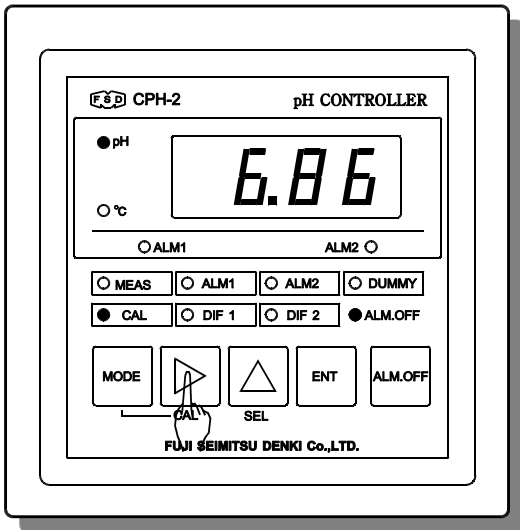 FSD CPH-2 pH CONTROLLER
pH
6.86
°C
ALM1 ALM2
MEAS ALM1 ALM2 DUMMY
CAL DIF 1 DIF 2 ALM.OFF
MODE ENT ALM.OFF
CAL SEL
FUJI SEIMITSU DENKI Co.,LTD.